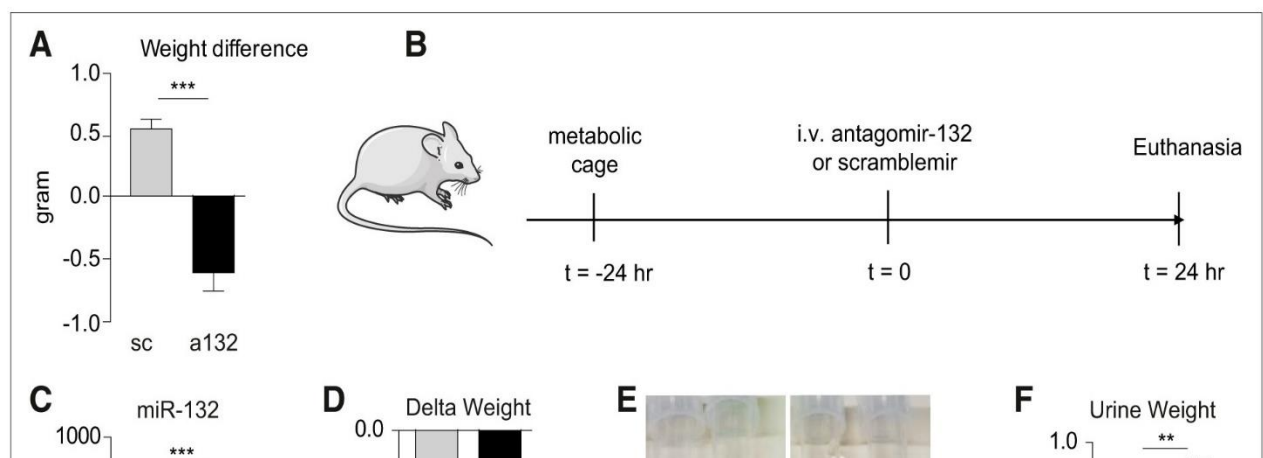 A
Weight difference
1.0
***
0.5
0.0
-0.5
-1.0
gram
sc a132
B
metabolic
cage
i.v. antagomir-132
or scramblemir
Euthanasia
t = -24 hr
t = 0
t = 24 hr
C
miR-132
1000
***
D
Delta Weight
0.0
E
F
Urine Weight
1.0
**